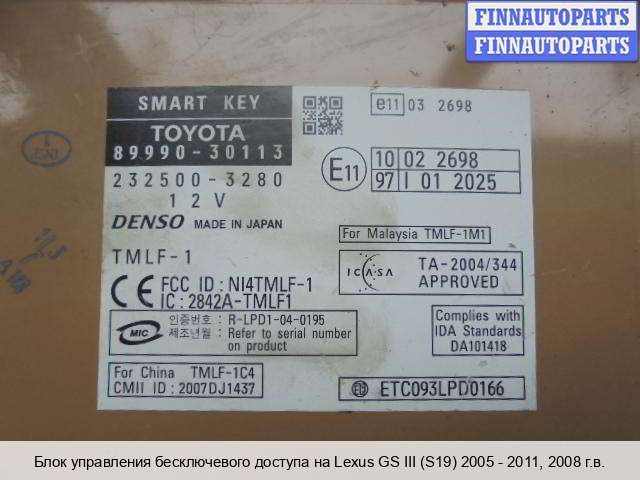 FINNAUTOPARTS
FINNAUTOPARTS
SMART KEY
TOYOTA
89990-30113
232500-3280
12V
DENSO MADE IN JAPAN
TMLF-1
CE FCC ID : NI4TMLF-1
IC : 2842A-TMLF1
MIC
인증번호 : R-LPD1-04-0195
제조년월 : Refer to serial number
on product
For China TMLF-1C4
CMII ID : 2007DJ1437
e11 03 2698
E11
10 02 2698
97 I 01 2025
For Malaysia TMLF-1M1
ICASA
TA-2004/344
APPROVED
Complies with
IDA Standards
DA101418
ETC093LPD0166
Блок управления бесключевого доступа на Lexus GS III (S19) 2005 - 2011, 2008 г.в.